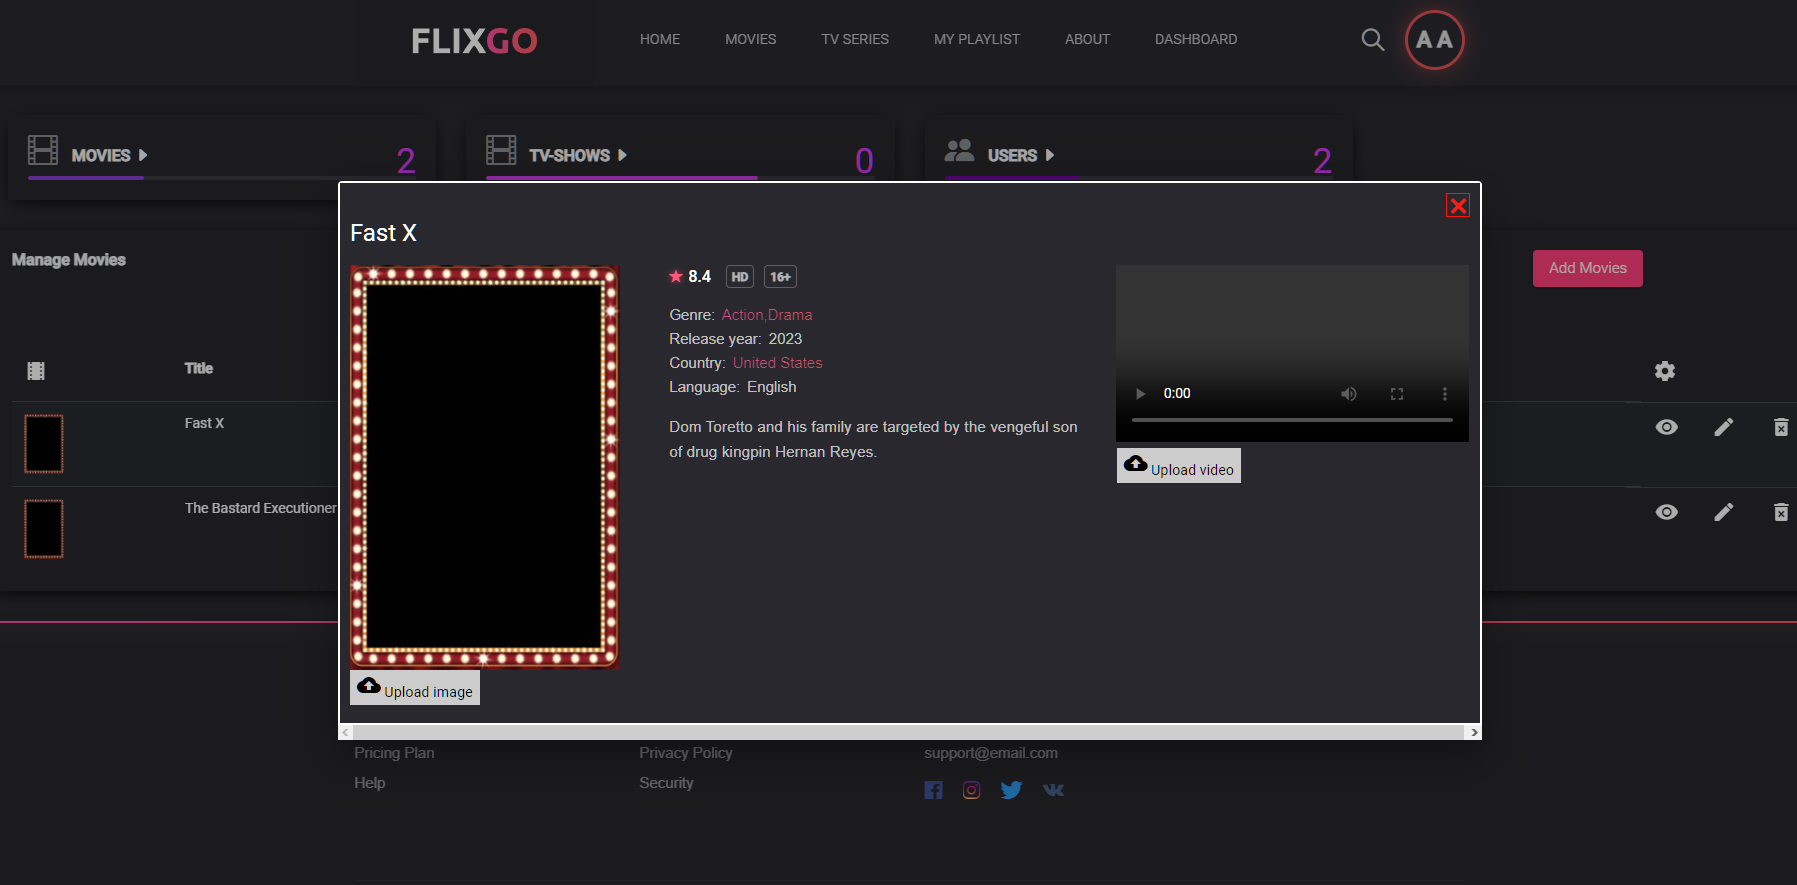 FLIXGO
HOME
MOVIES
TV SERIES
MY PLAYLIST
ABOUT
DASHBOARD
A A
MOVIES
2
TV-SHOWS
0
USERS
2
Manage Movies
Add Movies
Title
Fast X
The Bastard Executioner
Fast X
8.4 HD 16+
Genre: Action,Drama
Release year: 2023
Country: United States
Language: English
Dom Toretto and his family are targeted by the vengeful son
of drug kingpin Hernan Reyes.
0:00
Upload video
Upload image
Pricing Plan
Privacy Policy
support@email.com
Help
Security